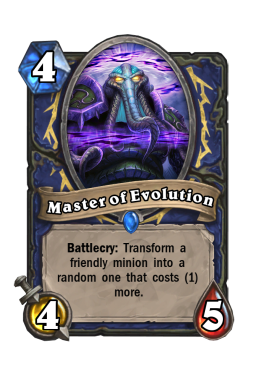 4
Master of Evolution
Battlecry: Transform a
friendly minion into a
random one that costs (1)
more.
4
5